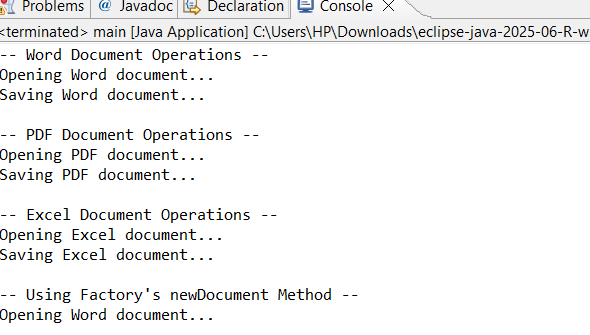 Problems @ Javadoc Declaration Console
<terminated> main [Java Application] C:\Users\HP\Downloads\eclipse-java-2025-06-R-w
-- Word Document Operations --
Opening Word document...
Saving Word document...
-- PDF Document Operations --
Opening PDF document...
Saving PDF document...
-- Excel Document Operations --
Opening Excel document...
Saving Excel document...
-- Using Factory's newDocument Method --
Opening Word document...